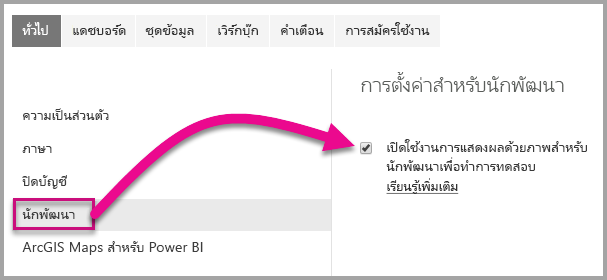 ทั่วไป แดชบอร์ด ชุดข้อมูล เวิร์กบุ๊ก คำเตือน การสมัครใช้งาน
ความเป็นส่วนตัว
ภาษา
ปิดบัญชี
นักพัฒนา
ArcGIS Maps สำหรับ Power BI
การตั้งค่าสำหรับนักพัฒนา
เปิดใช้งานการแสดงผลด้วยภาพสำหรับ
นักพัฒนาเพื่อทำการทดสอบ
เรียนรู้เพิ่มเติม